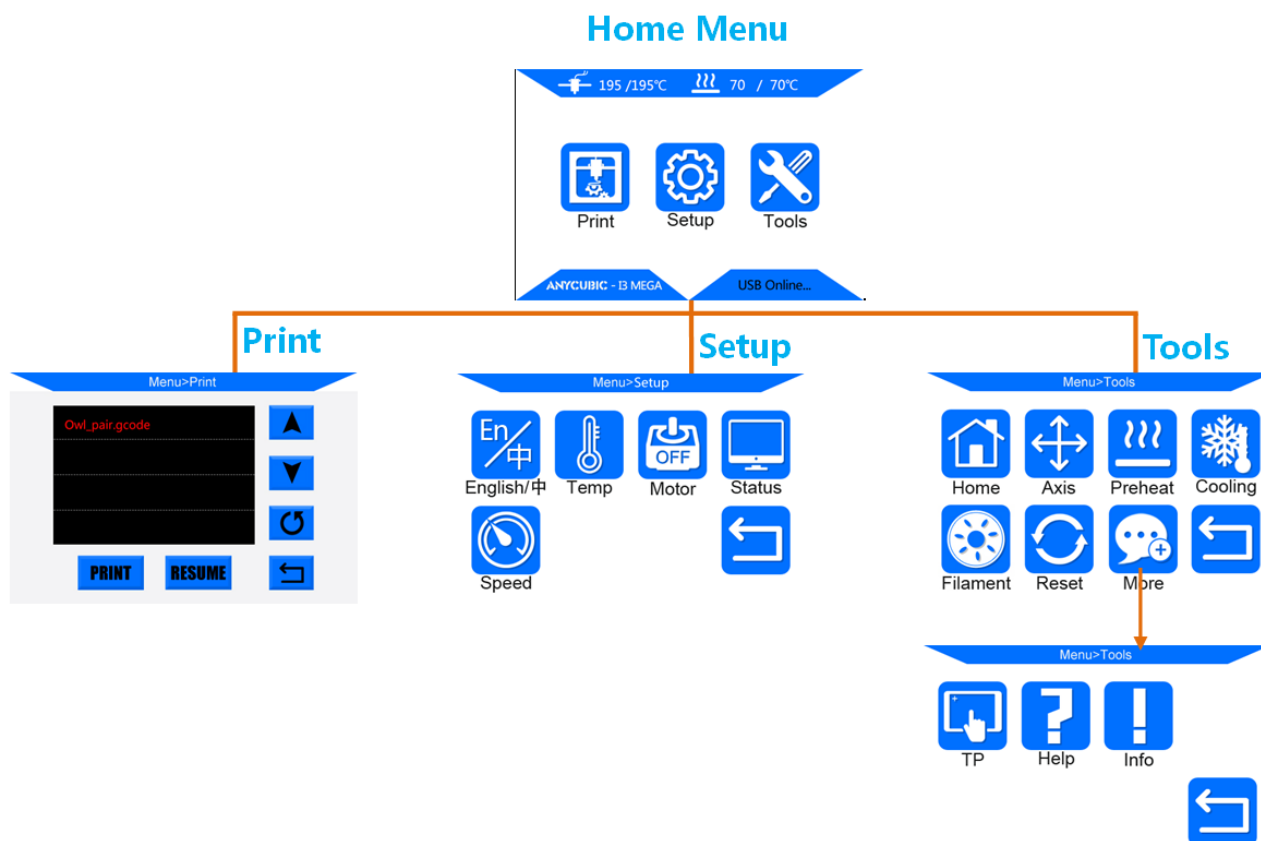 Home Menu
195 /195℃ 70 / 70℃
Print Setup Tools
ANYCUBIC - I3 MEGA USB Online...
Print
Menu>Print
Owl_pair.gcode
PRINT RESUME
Setup
Menu>Setup
En/中 OFF
English/中 Temp Motor Status
Speed
Tools
Menu>Tools
Home Axis Preheat Cooling
Filament Reset More
Menu>Tools
TP Help Info